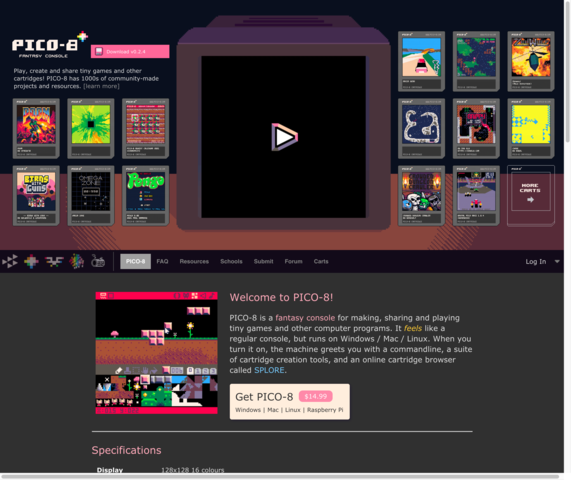 PICO-8
FANTASY CONSOLE
Download v0.2.4
Play, create and share tiny games and other
cartridges! PICO-8 has 1000s of community-made
projects and resources. [learn more]
DOOM
OMEGA
ZONE
MORE
CARTS
PICO-8
FAQ
Resources
Schools
Submit
Forum
Carts
Log In
Welcome to PICO-8!
PICO-8 is a fantasy console for making, sharing and playing
tiny games and other computer programs. It feels like a
regular console, but runs on Windows / Mac / Linux. When you
turn it on, the machine greets you with a commandline, a suite
of cartridge creation tools, and an online cartridge browser
called SPLORE.
Get PICO-8 $14.99
Windows | Mac | Linux | Raspberry Pi
Specifications
Display 128x128 16 colours